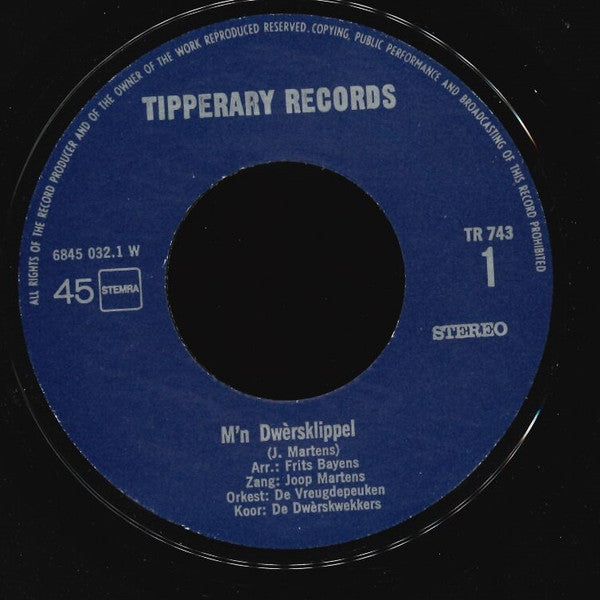 ALL RIGHTS OF THE RECORD PRODUCER AND OF THE OWNER OF THE WORK REPRODUCED RESERVED. COPYING, PUBLIC PERFORMANCE AND BROADCASTING OF THIS RECORD PROHIBITED
TIPPERARY RECORDS
6845 032.1 W
45 STEMRA
TR 743
1
STEREO
M'n Dwèrsklippel
(J. Martens)
Arr.: Frits Bayens
Zang: Joop Martens
Orkest: De Vreugdepeuken
Koor: De Dwèrskwekkers